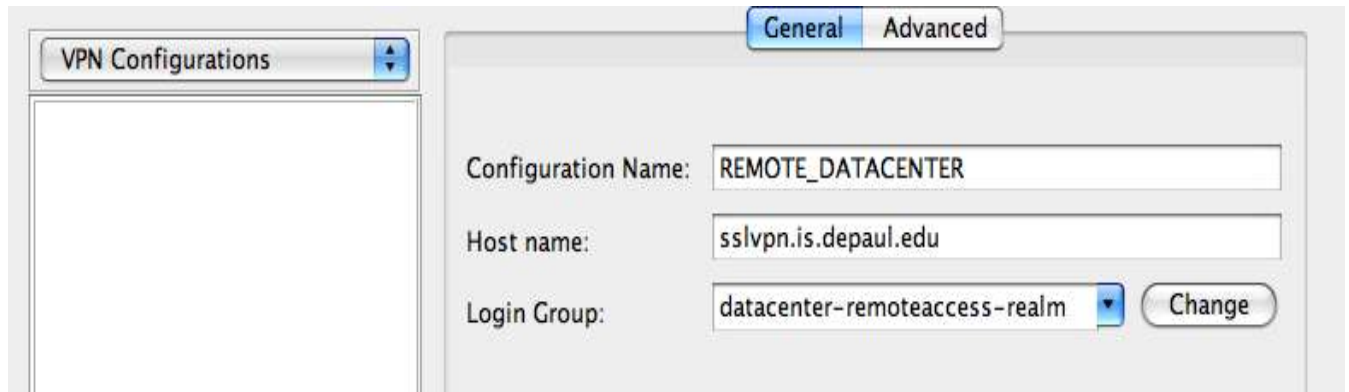 General Advanced
VPN Configurations
Configuration Name: REMOTE_DATACENTER
Host name: sslvpn.is.depaul.edu
Login Group: datacenter-remoteaccess-realm Change